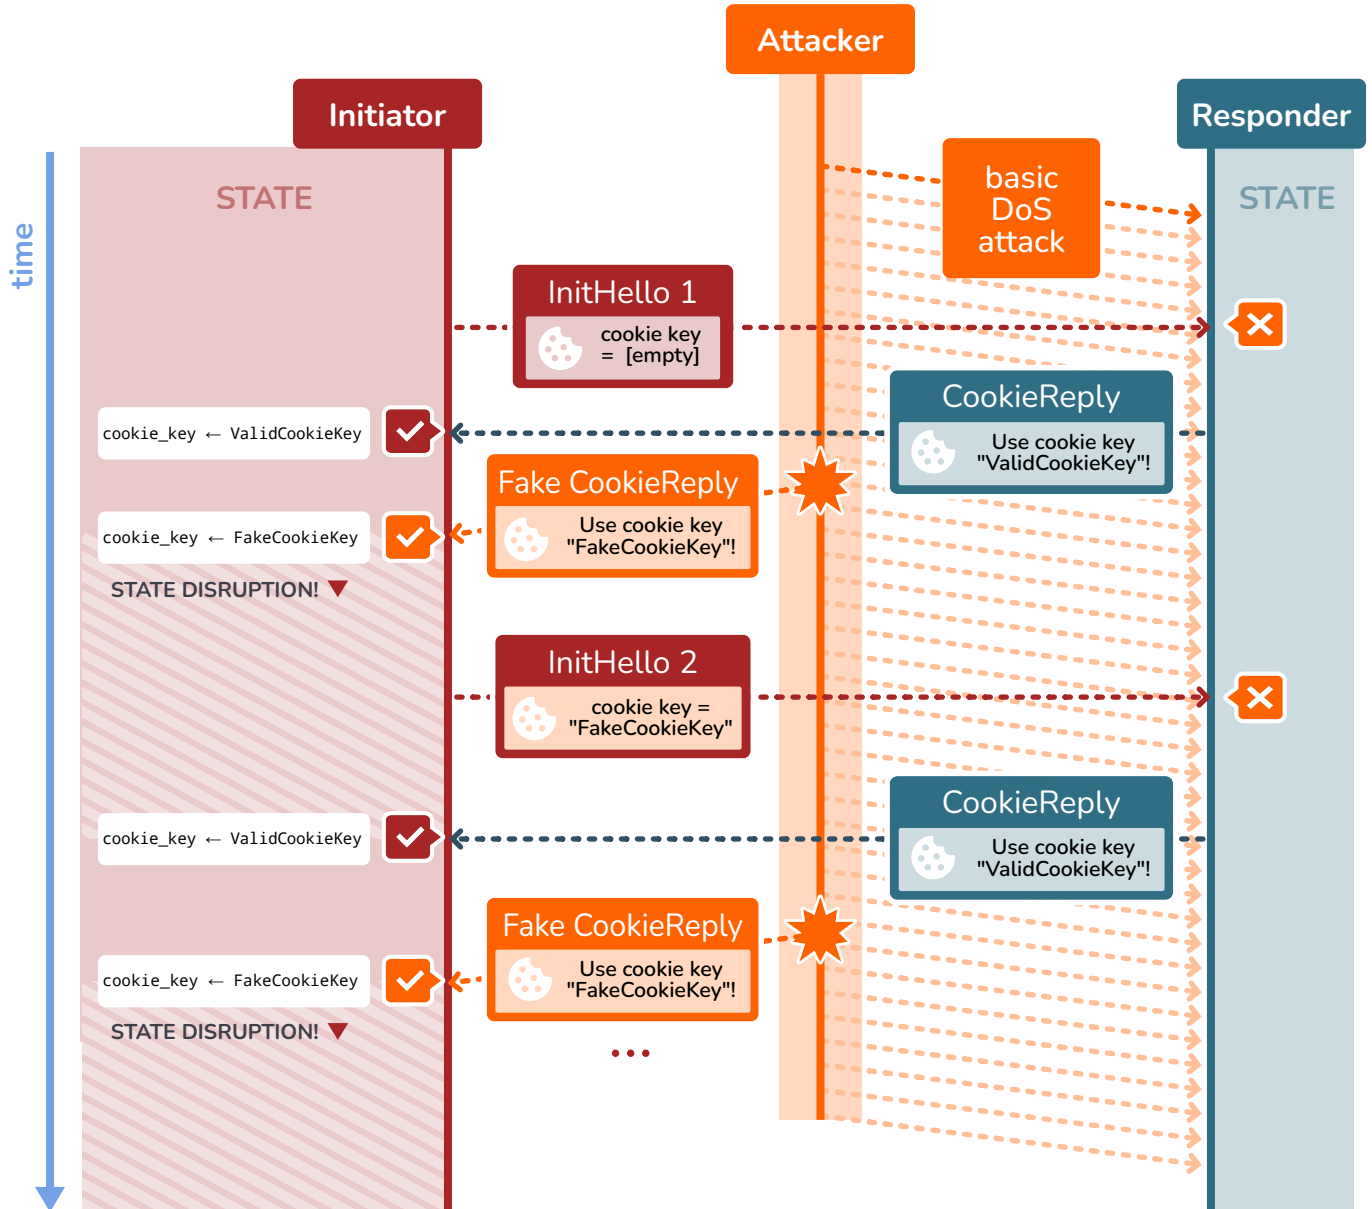 Attacker
Initiator
Responder
STATE
basic
DoS
attack
STATE
time
InitHello 1
cookie key
= [empty]
CookieReply
Use cookie key
"ValidCookieKey"!
cookie_key ← ValidCookieKey
Fake CookieReply
Use cookie key
"FakeCookieKey"!
cookie_key ← FakeCookieKey
STATE DISRUPTION!
InitHello 2
cookie key =
"FakeCookieKey"
CookieReply
Use cookie key
"ValidCookieKey"!
cookie_key ← ValidCookieKey
Fake CookieReply
Use cookie key
"FakeCookieKey"!
cookie_key ← FakeCookieKey
STATE DISRUPTION!
...